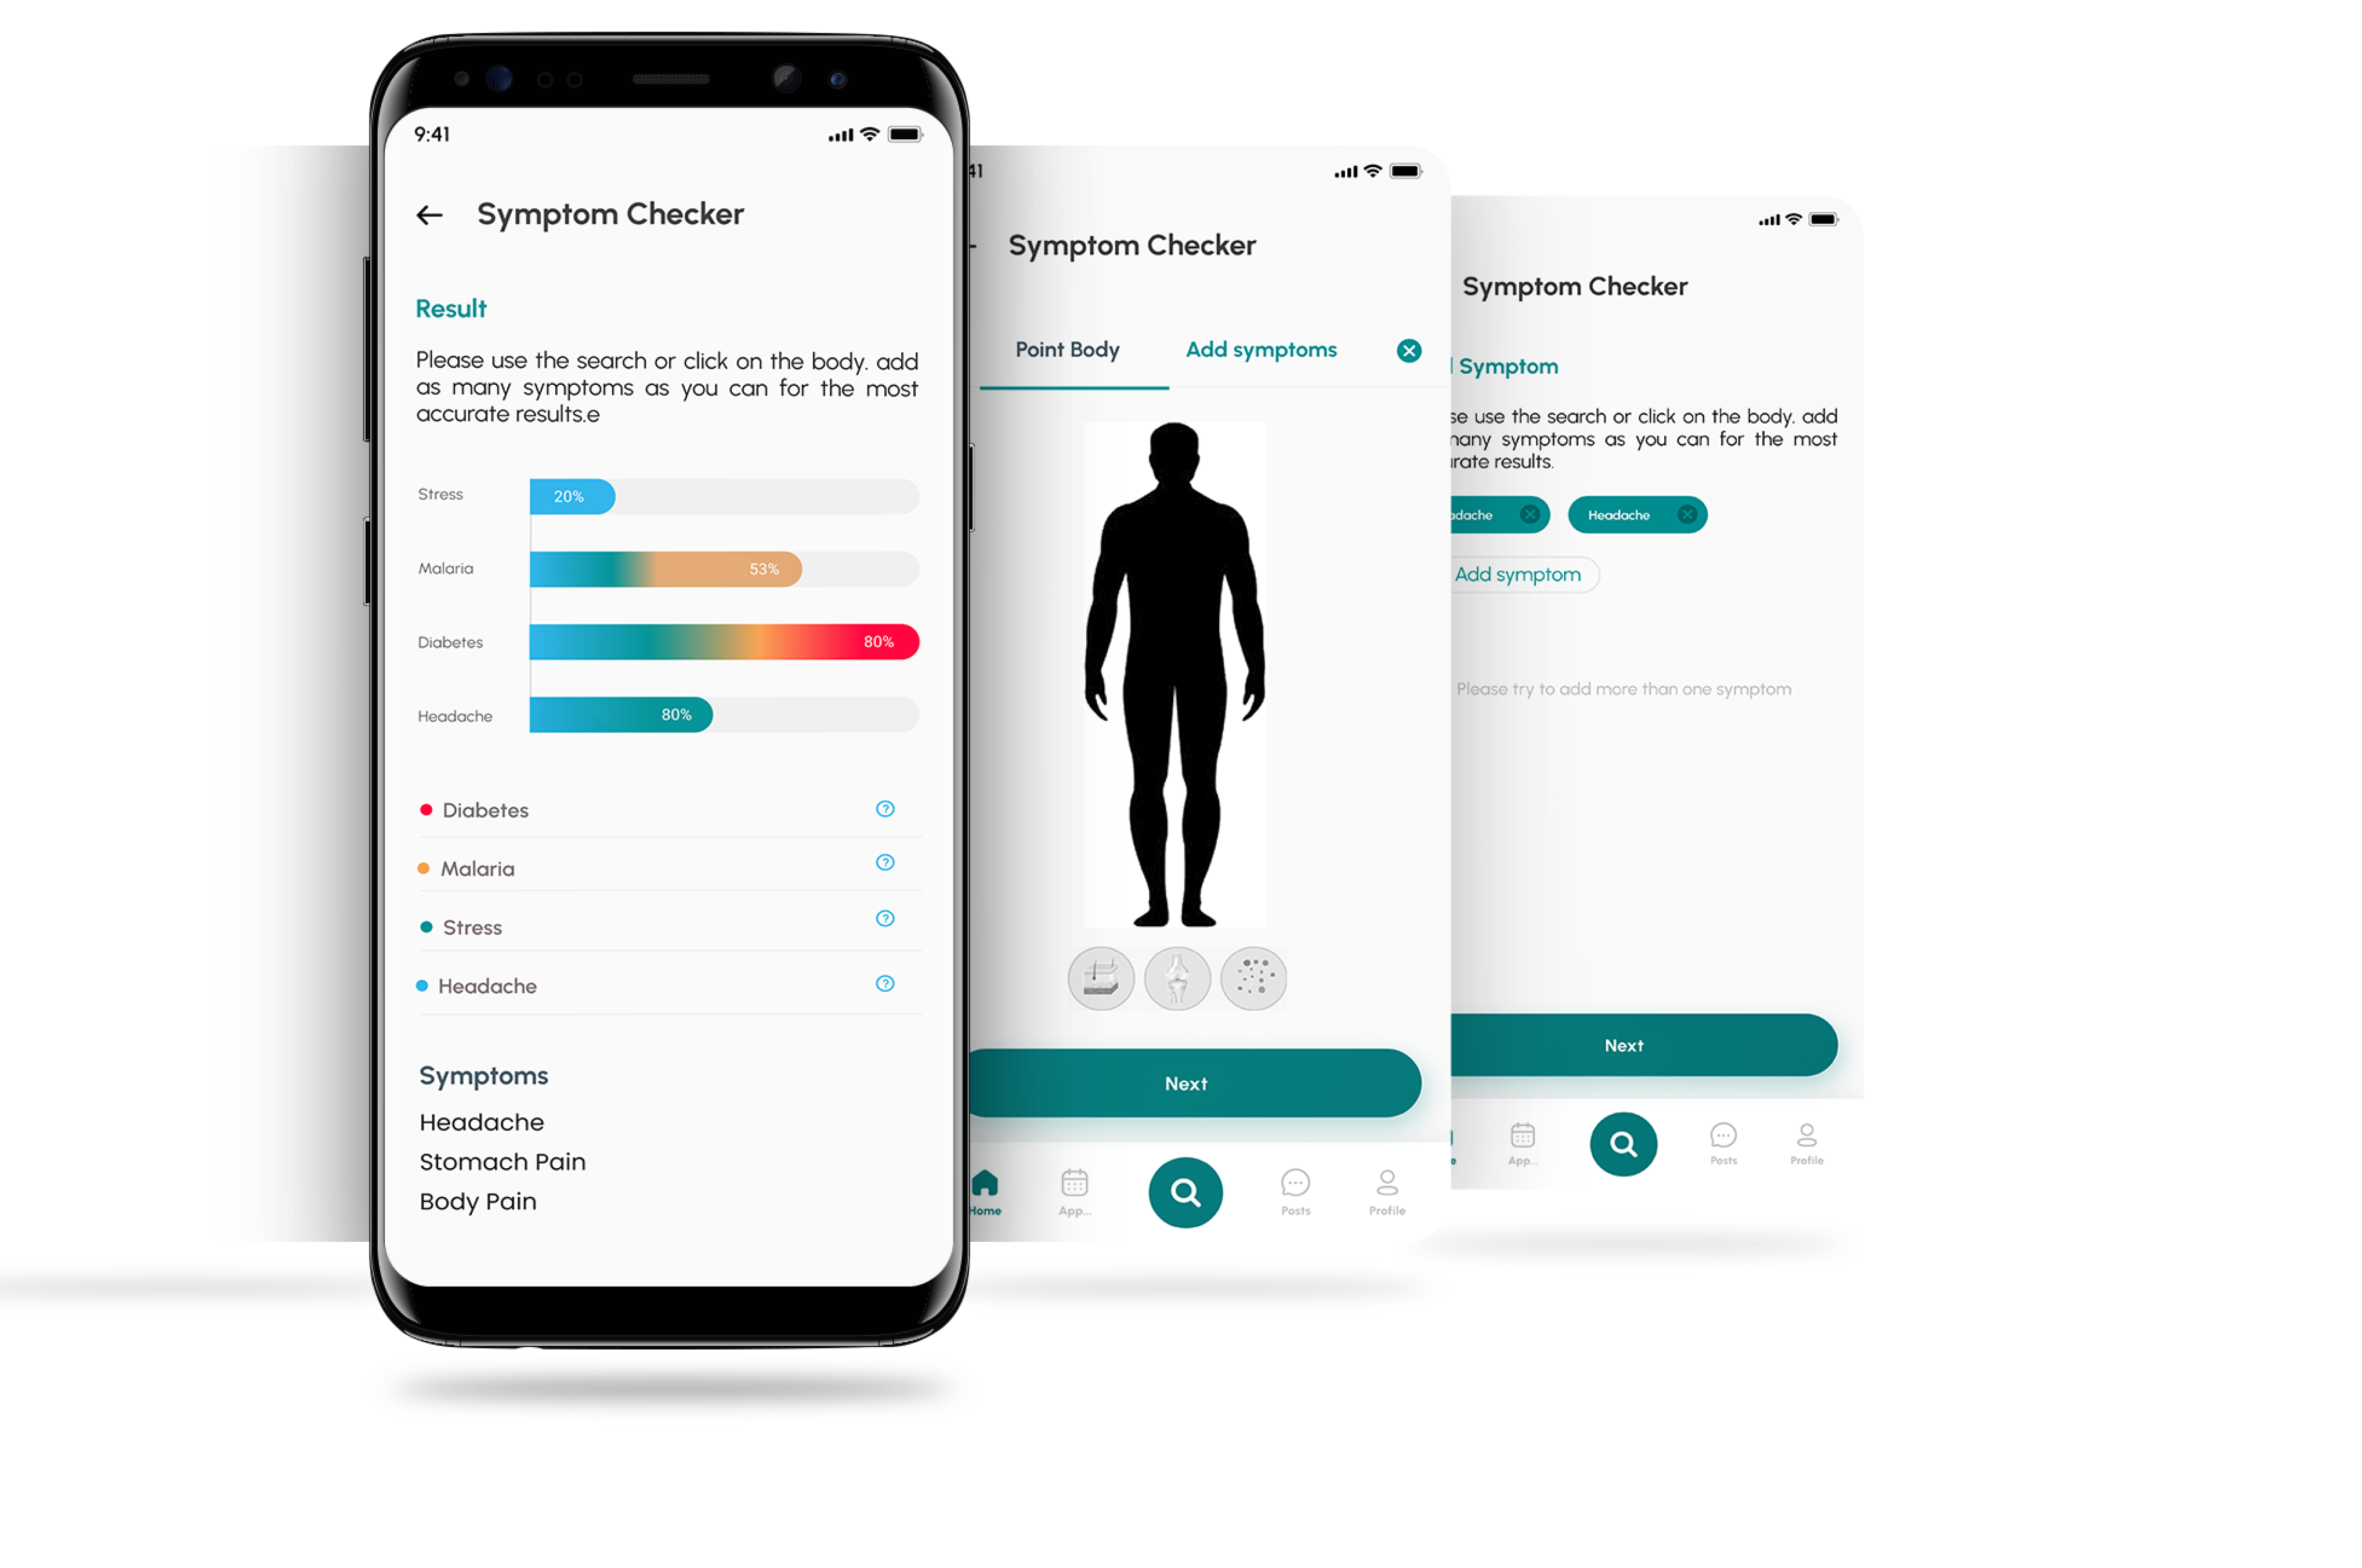 9:41
Symptom Checker
Result
Please use the search or click on the body. add
as many symptoms as you can for the most
accurate results.e
Stress
20%
Malaria
53%
Diabetes
80%
Headache
80%
Diabetes
Malaria
Stress
Headache
Symptoms
Headache
Stomach Pain
Body Pain
41
Symptom Checker
Point Body
Add symptoms
Next
Home
App...
Posts
Profile
Symptom Checker
Symptom
se use the search or click on the body. add
many symptoms as you can for the most
rate results.
dache
Headache
Add symptom
Please try to add more than one symptom
Next
e
App...
Posts
Profile